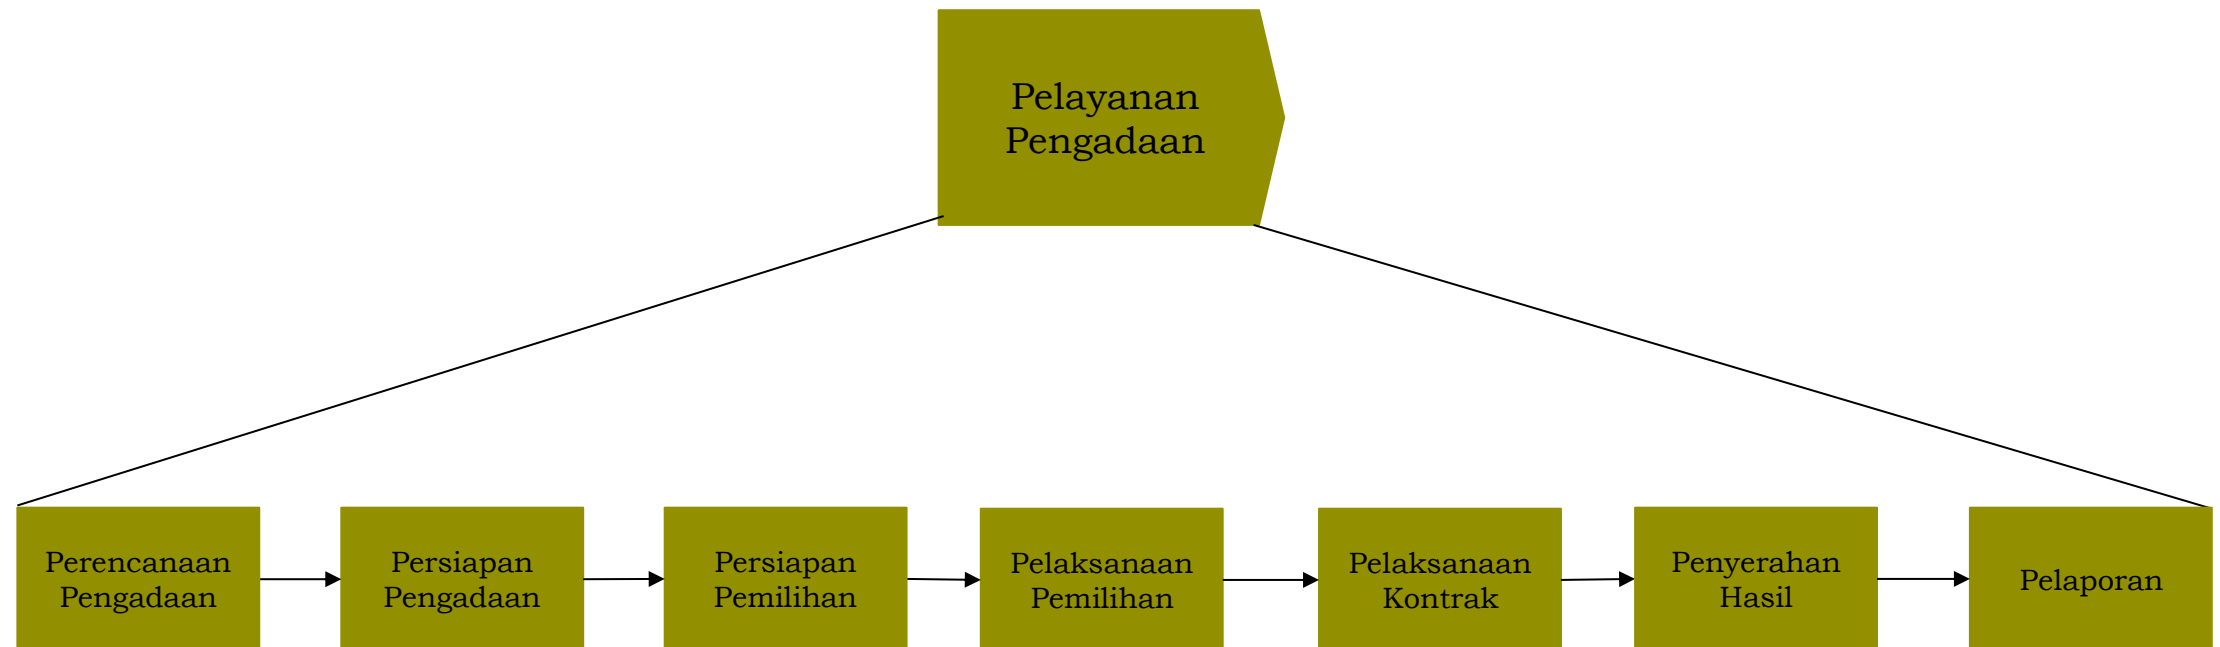 Pelayanan
Pengadaan
Perencanaan
Pengadaan
Persiapan
Pengadaan
Persiapan
Pemilihan
Pelaksanaan
Pemilihan
Pelaksanaan
Kontrak
Penyerahan
Hasil
Pelaporan